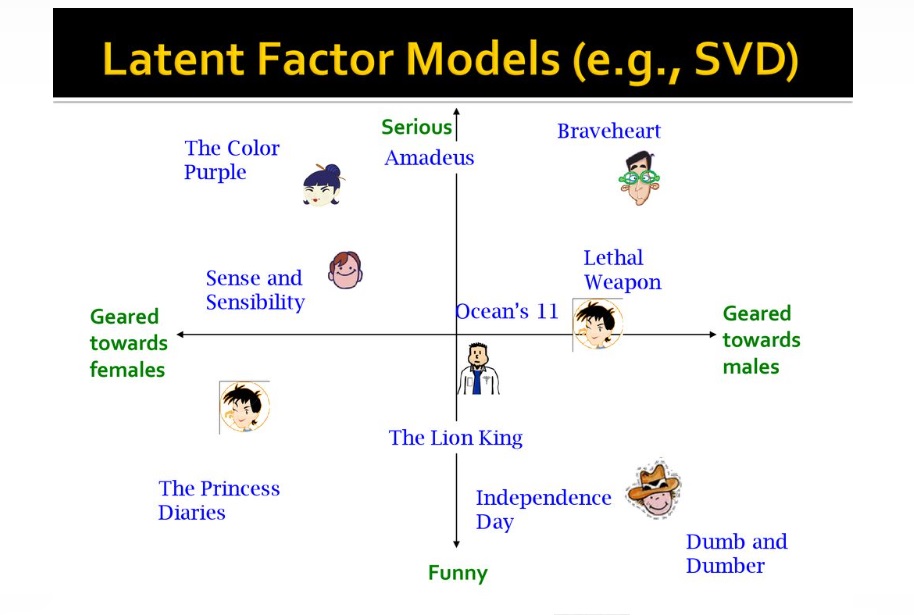 Latent Factor Models (e.g., SVD)
Serious
Braveheart
The Color
Purple
Amadeus
Lethal
Weapon
Sense and
Sensibility
Ocean's 11
Geared
towards
females
Geared
towards
males
The Lion King
The Princess
Diaries
Independence
Day
Dumb and
Dumber
Funny